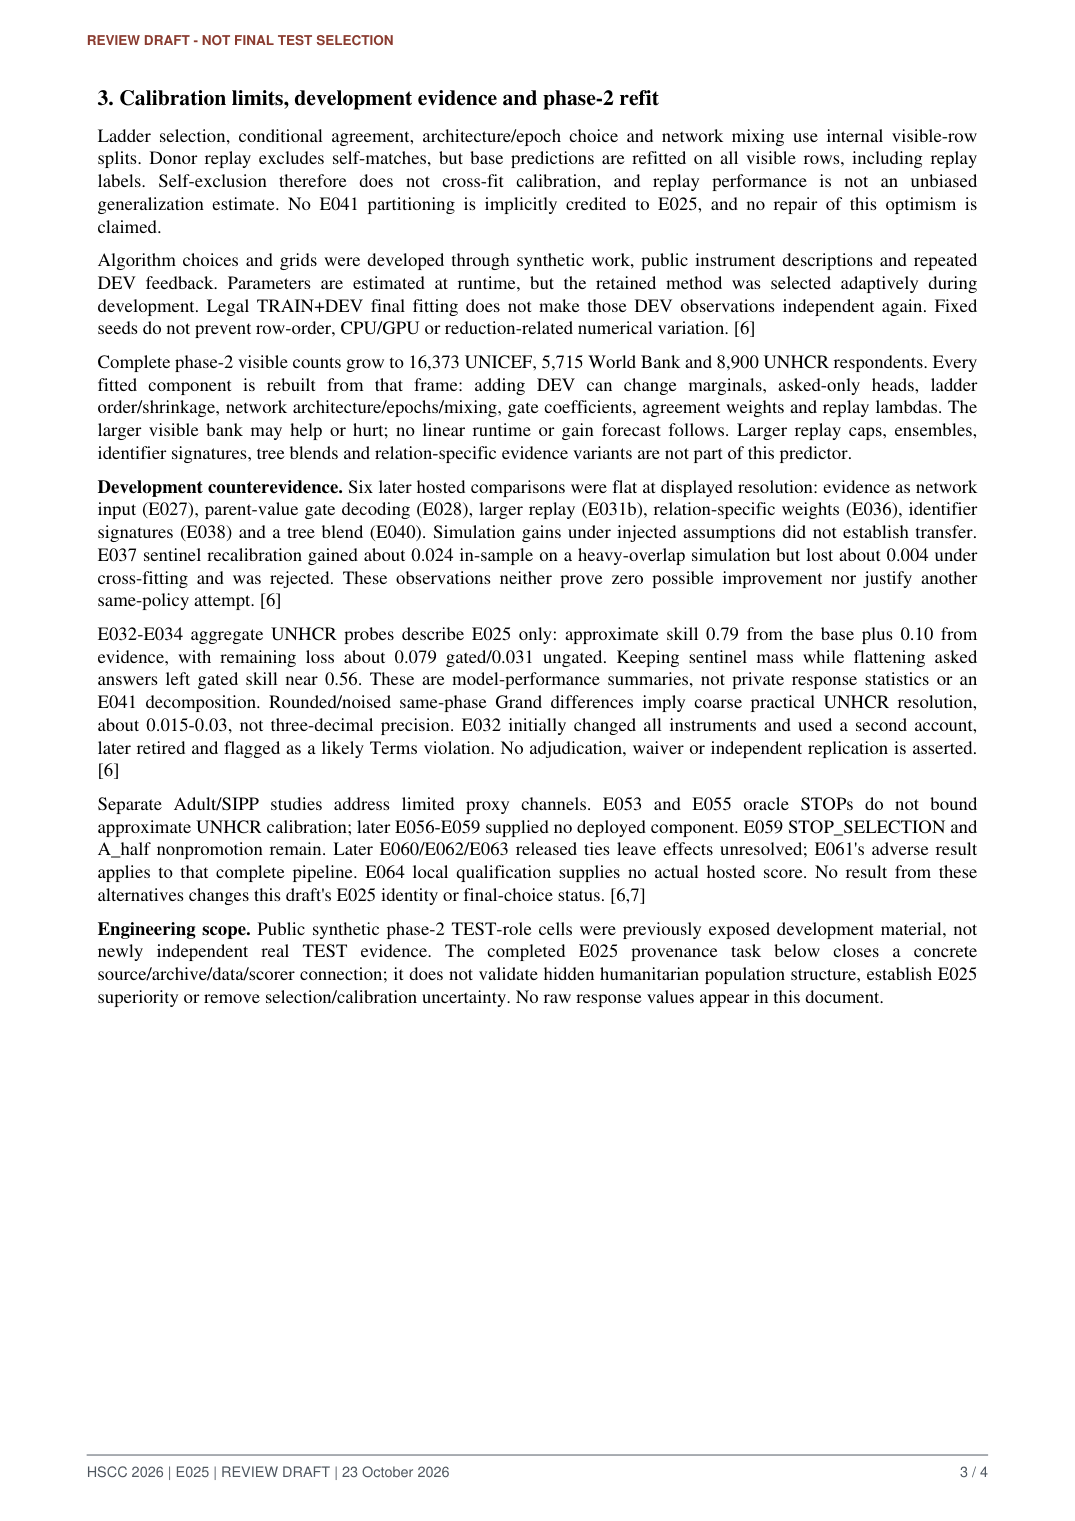 REVIEW DRAFT - NOT FINAL TEST SELECTION
3. Calibration limits, development evidence and phase-2 refit
Ladder selection, conditional agreement, architecture/epoch choice and network mixing use internal visible-row
splits. Donor replay excludes self-matches, but base predictions are refitted on all visible rows, including replay
labels. Self-exclusion therefore does not cross-fit calibration, and replay performance is not an unbiased
generalization estimate. No E041 partitioning is implicitly credited to E025, and no repair of this optimism is
claimed.
Algorithm choices and grids were developed through synthetic work, public instrument descriptions and repeated
DEV feedback. Parameters are estimated at runtime, but the retained method was selected adaptively during
development. Legal TRAIN+DEV final fitting does not make those DEV observations independent again. Fixed
seeds do not prevent row-order, CPU/GPU or reduction-related numerical variation. [6]
Complete phase-2 visible counts grow to 16,373 UNICEF, 5,715 World Bank and 8,900 UNHCR respondents. Every
fitted component is rebuilt from that frame: adding DEV can change marginals, asked-only heads, ladder
order/shrinkage, network architecture/epochs/mixing, gate coefficients, agreement weights and replay lambdas. The
larger visible bank may help or hurt; no linear runtime or gain forecast follows. Larger replay caps, ensembles,
identifier signatures, tree blends and relation-specific evidence variants are not part of this predictor.
Development counterevidence. Six later hosted comparisons were flat at displayed resolution: evidence as network
input (E027), parent-value gate decoding (E028), larger replay (E031b), relation-specific weights (E036), identifier
signatures (E038) and a tree blend (E040). Simulation gains under injected assumptions did not establish transfer.
E037 sentinel recalibration gained about 0.024 in-sample on a heavy-overlap simulation but lost about 0.004 under
cross-fitting and was rejected. These observations neither prove zero possible improvement nor justify another
same-policy attempt. [6]
E032-E034 aggregate UNHCR probes describe E025 only: approximate skill 0.79 from the base plus 0.10 from
evidence, with remaining loss about 0.079 gated/0.031 ungated. Keeping sentinel mass while flattening asked
answers left gated skill near 0.56. These are model-performance summaries, not private response statistics or an
E041 decomposition. Rounded/noised same-phase Grand differences imply coarse practical UNHCR resolution,
about 0.015-0.03, not three-decimal precision. E032 initially changed all instruments and used a second account,
later retired and flagged as a likely Terms violation. No adjudication, waiver or independent replication is asserted.
[6]
Separate Adult/SIPP studies address limited proxy channels. E053 and E055 oracle STOPs do not bound
approximate UNHCR calibration; later E056-E059 supplied no deployed component. E059 STOP_SELECTION and
A_half nonpromotion remain. Later E060/E062/E063 released ties leave effects unresolved; E061's adverse result
applies to that complete pipeline. E064 local qualification supplies no actual hosted score. No result from these
alternatives changes this draft's E025 identity or final-choice status. [6,7]
Engineering scope. Public synthetic phase-2 TEST-role cells were previously exposed development material, not
newly independent real TEST evidence. The completed E025 provenance task below closes a concrete
source/archive/data/scorer connection; it does not validate hidden humanitarian population structure, establish E025
superiority or remove selection/calibration uncertainty. No raw response values appear in this document.
HSCC 2026 | E025 | REVIEW DRAFT | 23 October 2026
3 / 4